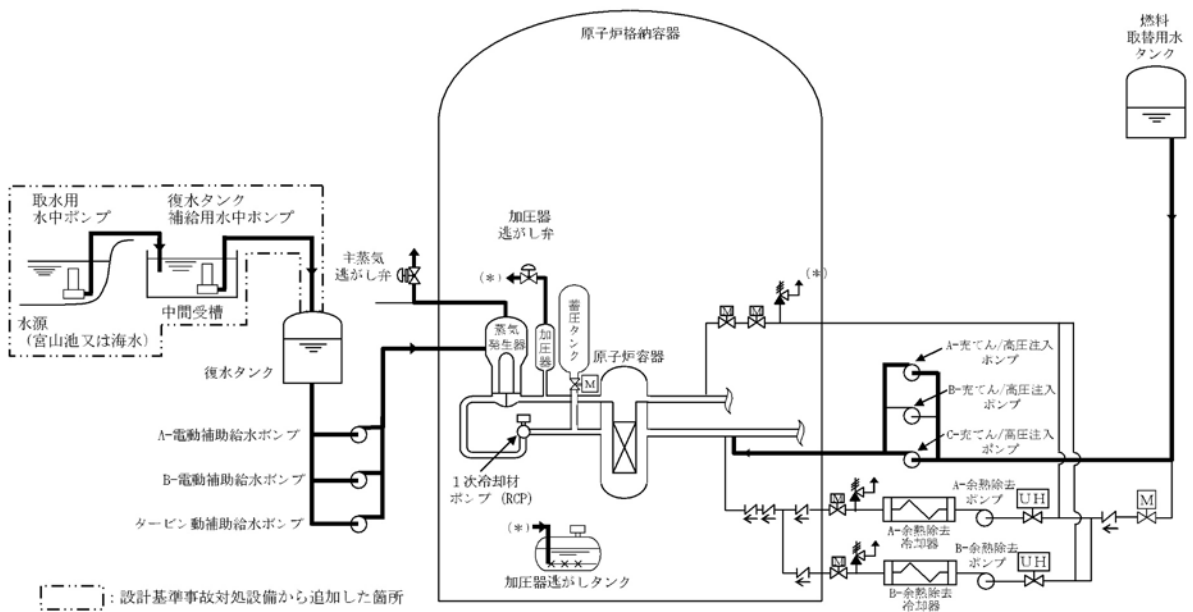 原子炉格納容器
燃料
取替用水
タンク
取水用
水中ポンプ
復水タンク
補給用水中ポンプ
水源
(宮山池又は海水)
中間受槽
復水タンク
主蒸気
逃がし弁
加圧器
逃がし弁
(*)
(*)
蒸気
発生器
加圧器
蓄圧タンク
M
原子炉容器
M
M
A-充てん/高圧注入
ポンプ
B-充てん/高圧注入
ポンプ
C-充てん/高圧注入
ポンプ
A-電動補助給水ポンプ
B-電動補助給水ポンプ
タービン動補助給水ポンプ
1次冷却材
ポンプ (RCP)
(*)
加圧器逃がしタンク
M
A-余熱除去
冷却器
A-余熱除去
ポンプ
UH
M
M
B-余熱除去
冷却器
B-余熱除去
ポンプ
UH
:設計基準事故対処設備から追加した箇所